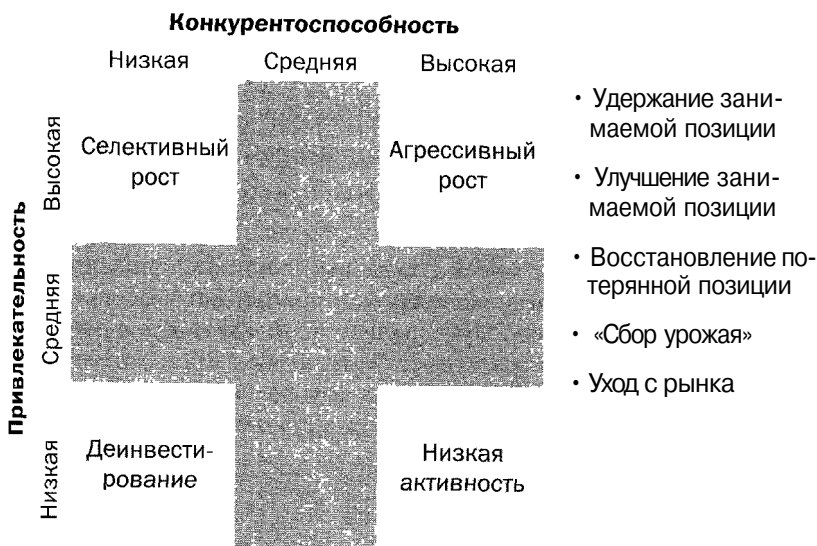 Конкурентоспособность
Низкая Средняя Высокая
Привлекательность
Высокая
Селективный
рост
Агрессивный
рост
Средняя
Низкая
Деинвести-
рование
Низкая
активность
• Удержание зани-
маемой позиции
• Улучшение зани-
маемой позиции
• Восстановление по-
терянной позиции
• «Сбор урожая»
• Уход с рынка